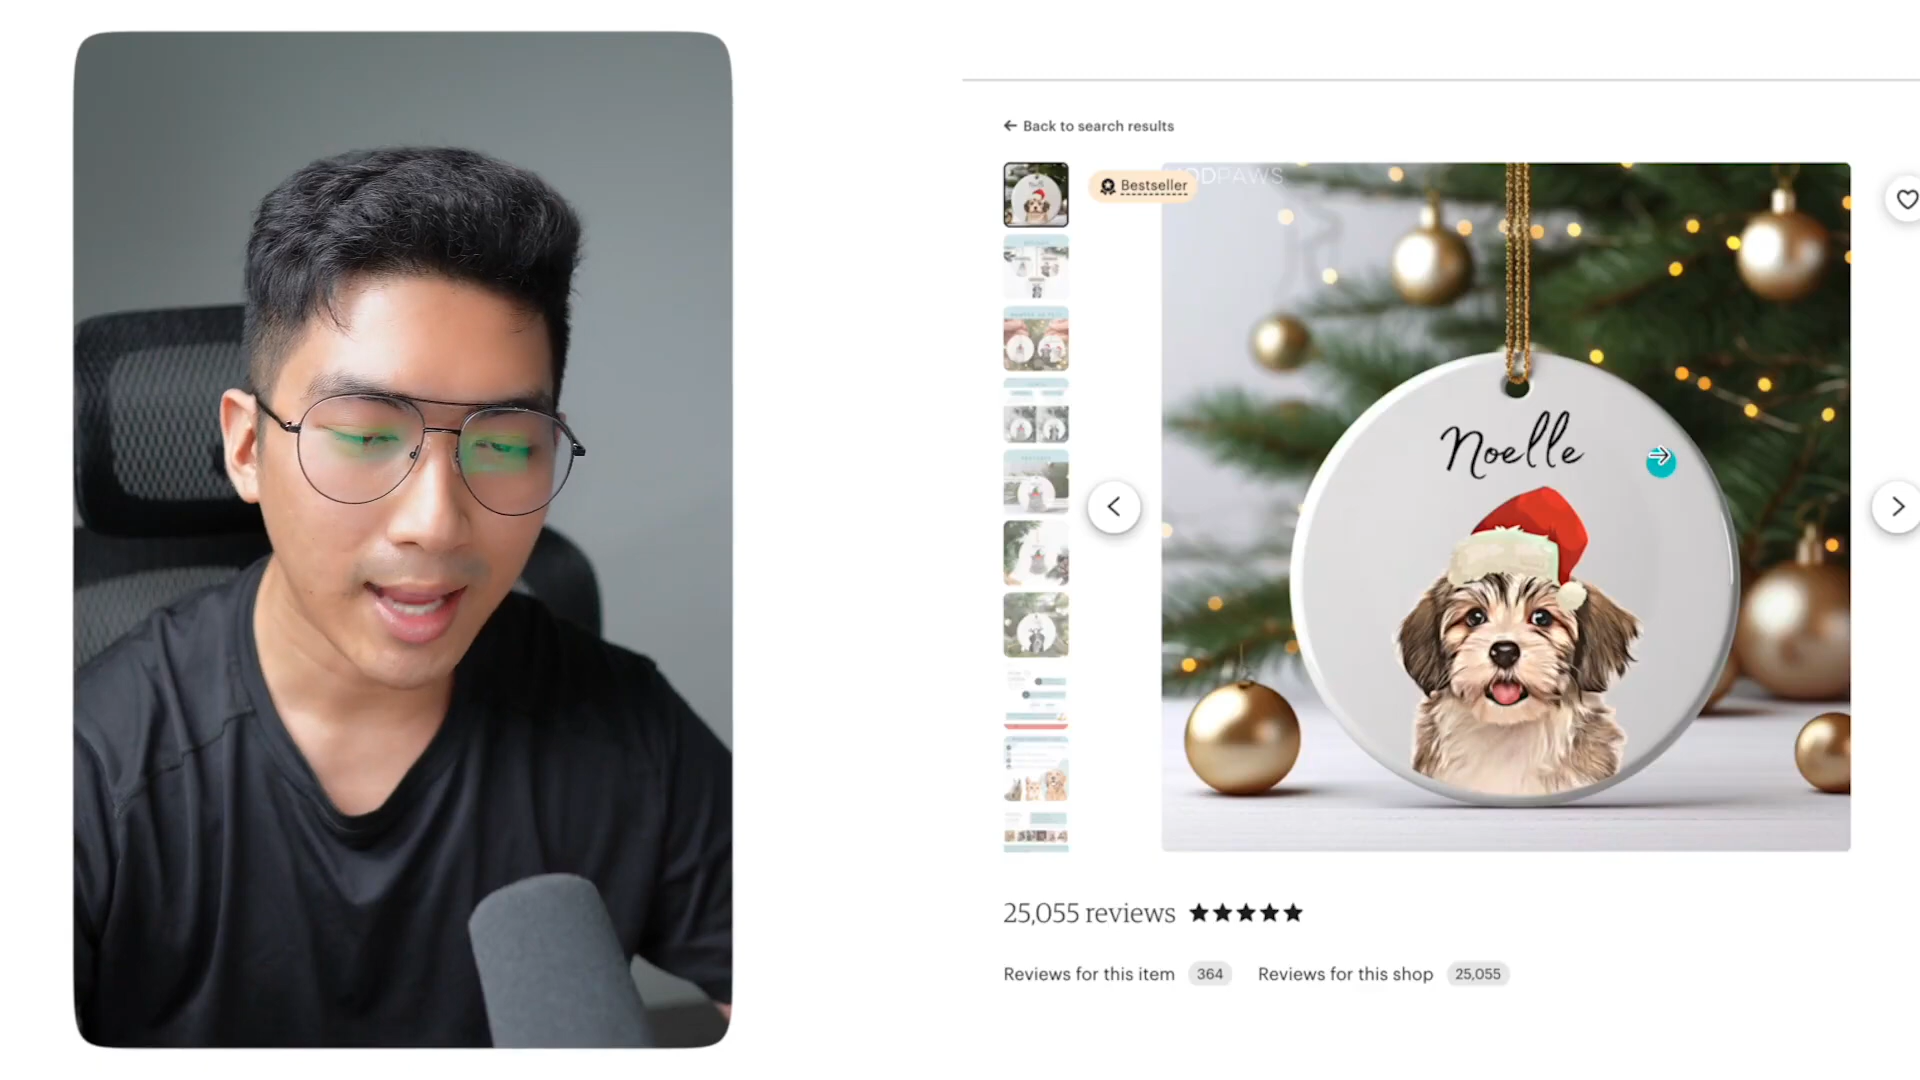 Back to search results
Bestseller
ODPAWS
Noelle
25,055 reviews
Reviews for this item 364 Reviews for this shop 25,055